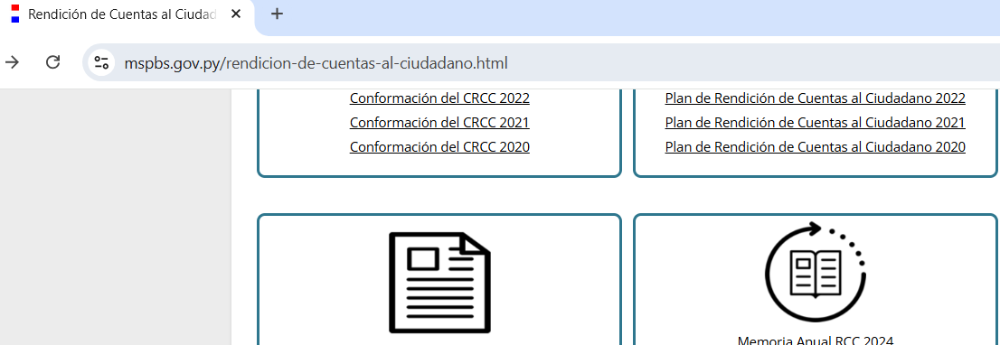 Rendición de Cuentas al Ciudad
mspbs.gov.py/rendicion-de-cuentas-al-ciudadano.html
Conformación del CRCC 2022
Conformación del CRCC 2021
Conformación del CRCC 2020
Plan de Rendición de Cuentas al Ciudadano 2022
Plan de Rendición de Cuentas al Ciudadano 2021
Plan de Rendición de Cuentas al Ciudadano 2020
Memoria Anual RCC 2024